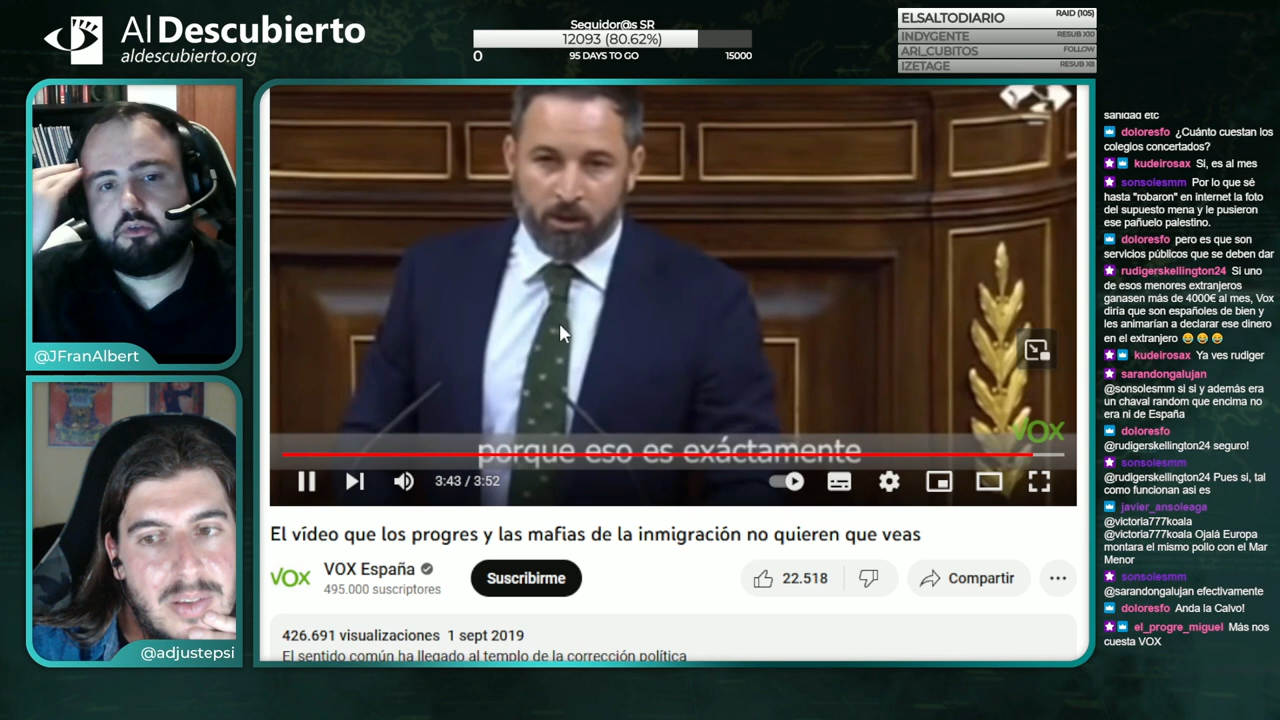 Al Descubierto
aldescubierto.org
Seguidor@s SR
12093 (80.62%)
0
95 DAYS TO GO
15000
ELSALTODIARIO
RAID (105)
INDYGENTE
RESUB X10
ARI_CUBITOS
FOLLOW
IZETAGE
RESUB X8
@JFranAlbert
@adjustepsi
VOX
porque eso es exáctamente
3:43 / 3:52
El vídeo que los progres y las mafias de la inmigración no quieren que veas
VOX
VOX España
495.000 suscriptores
Suscribirme
22.518
Compartir
426.691 visualizaciones 1 sept 2019
El sentido común ha llegado al templo de la corrección política
sanidad etc
doloresfo ¿Cuánto cuestan los
colegios concertados?
kudeirosax Si, es al mes
sonsolesmm Por lo que sé
hasta "robaron" en internet la foto
del supuesto mena y le pusieron
ese pañuelo palestino.
doloresfo pero es que son
servicios públicos que se deben dar
rudigerskellington24 Si uno
de esos menores extranjeros
ganasen más de 4000€ al mes, Vox
diría que son españoles de bien y
les animarían a declarar ese dinero
en el extranjero 😂😂😂
kudeirosax Ya ves rudiger
sarandongalujan
@sonsolesmm si si y además era
un chaval random que encima no
era ni de España
doloresfo
@rudigerskellington24 seguro!
sonsolesmm
@rudigerskellington24 Pues si, tal
como funcionan asi es
javier_ansoleaga
@victoria777koala
@victoria777koala Ojalá Europa
montara el mismo pollo con el Mar
Menor
sonsolesmm
@sarandongalujan efectivamente
doloresfo Anda la Calvo!
el_progre_miguel Más nos
cuesta VOX